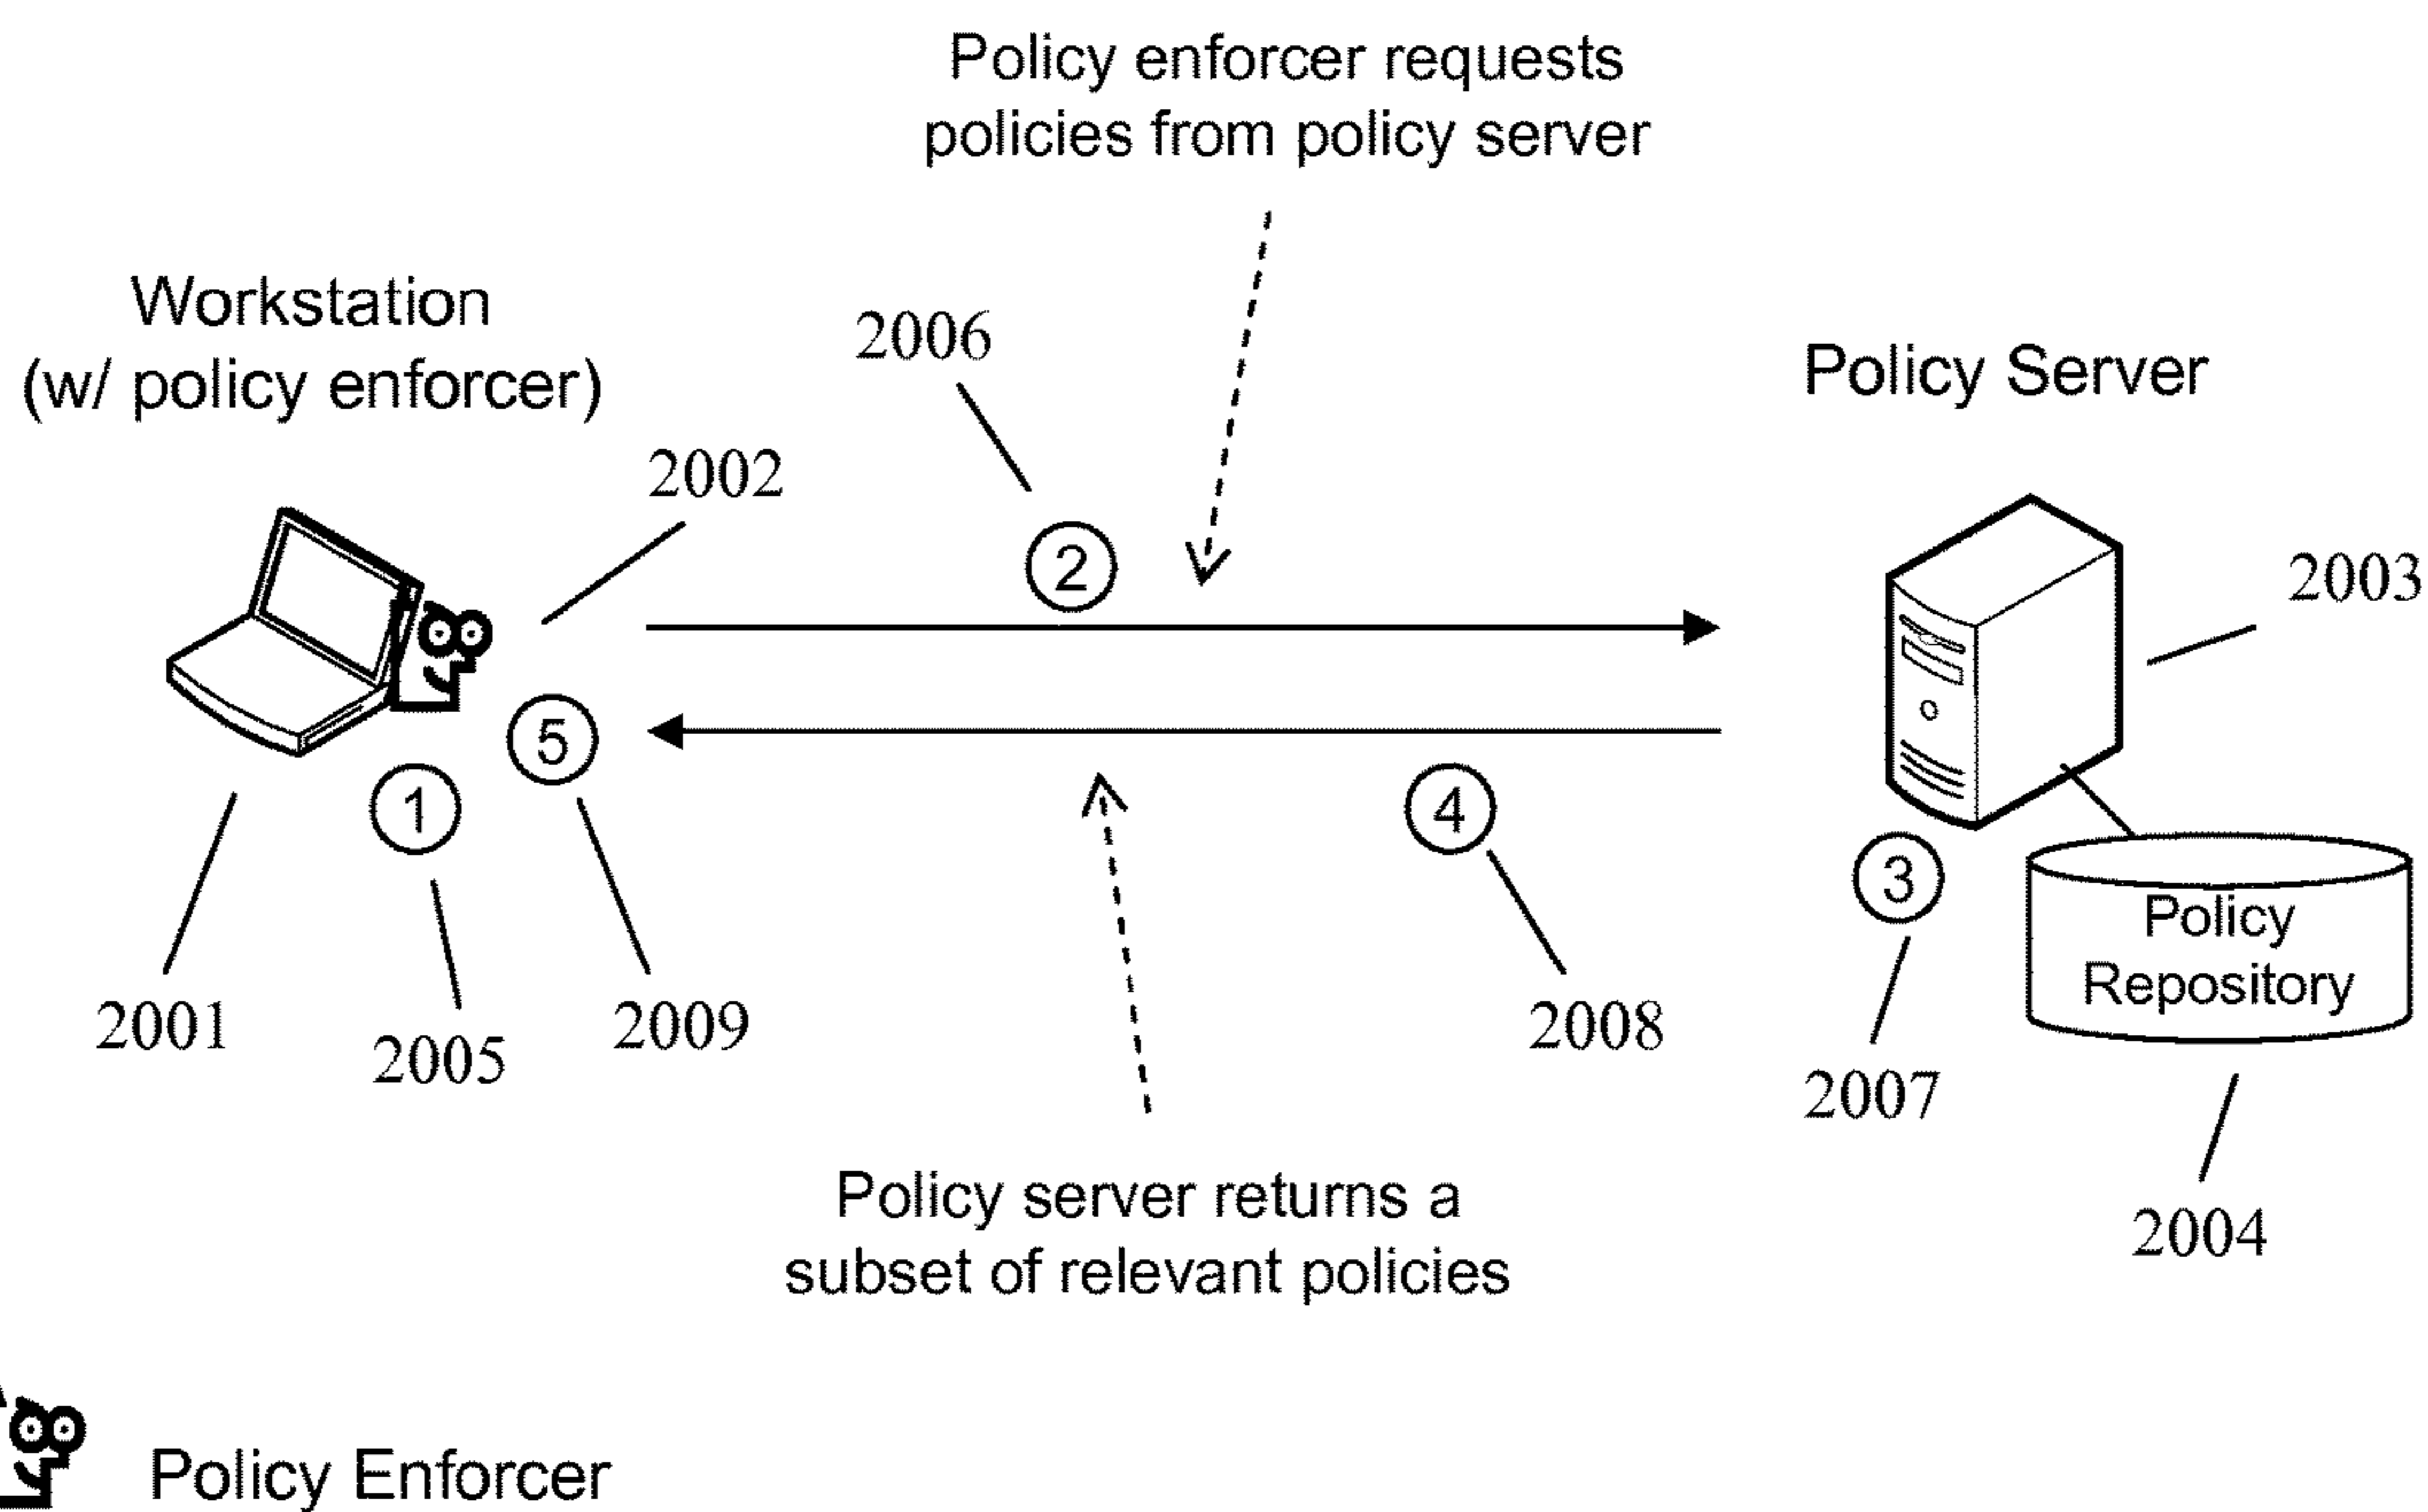 Policy enforcer requests
policies from policy server
Workstation
(w/ policy enforcer)
2006
Policy Server
2002
2
2003
5
1
4
3
Policy
Repository
2001
2005
2009
2008
2007
2004
Policy server returns a
subset of relevant policies
Policy Enforcer